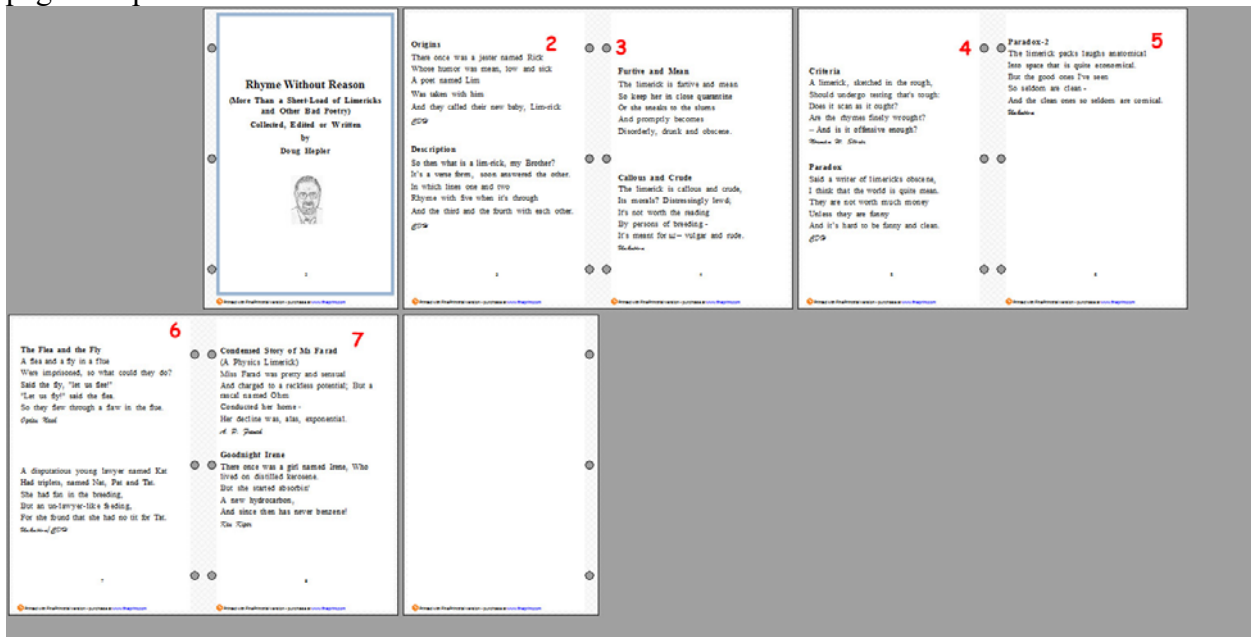 Rhyme Without Reason
(More Than a Short-Load of Limericks
and Other Bad Poetry)
Collected, Edited or Written
by
Doug Hepler
1
2
Origins
There once was a jester named Rick
Whose humor was mean, low and sick
A poet named Lim
Was taken with him
And they called their new baby, Lim-rick
CDH
Description
So then what is a lim-rick, my Brother?
It's a verse form, soon answered the other.
In which lines one and two
Rhyme with five when it's through
And the third and the fourth with each other.
CDH
3
Furtive and Mean
The limerick is furtive and mean
So keep her in close quarantine
Or she sneaks to the slums
And promptly becomes
Disorderly, drunk and obscene.
Callous and Crude
The limerick is callous and crude,
Its morals? Distressingly lewd;
It's not worth the reading
By persons of breeding -
It's meant for us– vulgar and rude.
Unknown
4
Criteria
A limerick, sketched in the rough,
Should undergo testing that's tough:
Does it scan as it ought?
Are the rhymes finely wrought?
– And is it offensive enough?
Norman W. Storer
Paradox
Said a writer of limericks obscene,
I think that the world is quite mean.
They are not worth much money
Unless they are funny
And it's hard to be funny and clean.
CDH
5
Paradox-2
The limerick packs laughs anatomical
Into space that is quite economical.
But the good ones I've seen
So seldom are clean -
And the clean ones so seldom are comical.
Unknown
6
The Flea and the Fly
A flea and a fly in a flue
Were imprisoned, so what could they do?
Said the fly, "let us flee!"
"Let us fly!" said the flea.
So they flew through a flaw in the flue.
Ogden Nash
A disputatious young lawyer named Kat
Had triplets, named Nat, Pat and Tat.
She had fun in the breeding,
But an un-lawyer-like feeding,
For she found that she had no tit for Tat.
Unknown/CDH
7
7
Condensed Story of Ms Farad
(A Physics Limerick)
Miss Farad was pretty and sensual
And charged to a reckless potential; But a
rascal named Ohm
Conducted her home -
Her decline was, alas, exponential.
A. P. French
8
Goodnight Irene
There once was a girl named Irene, Who
lived on distilled kerosene.
But she started absorbin'
A new hydrocarbon,
And since then has never benzene!